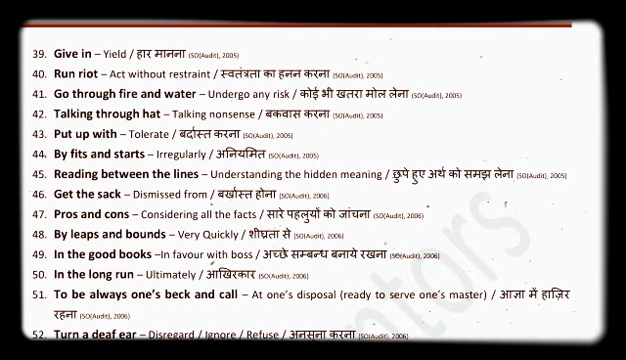 39. Give in – Yield / हार मानना (SO(Audit), 2005)
40. Run riot – Act without restraint / स्वतंत्रता का हनन करना (SO(Audit), 2005)
41. Go through fire and water – Undergo any risk / कोई भी खतरा मोल लेना (SO(Audit), 2005)
42. Talking through hat – Talking nonsense / बकवास करना (SO(Audit), 2005)
43. Put up with – Tolerate / बर्दास्त करना (SO(Audit), 2005)
44. By fits and starts – Irregularly / अनियमित (SO(Audit), 2005)
45. Reading between the lines – Understanding the hidden meaning / छुपे हुए अर्थ को समझ लेना (SO(Audit), 2005)
46. Get the sack – Dismissed from / बर्खास्त होना (SO(Audit), 2006)
47. Pros and cons – Considering all the facts / सारे पहलुयों को जांचना (SO(Audit), 2006)
48. By leaps and bounds – Very Quickly / शीघ्रता से (SO(Audit), 2006)
49. In the good books –In favour with boss / अच्छे सम्बन्ध बनाये रखना (SO(Audit), 2006)
50. In the long run – Ultimately / आखिरकार (SO(Audit), 2006)
51. To be always one’s beck and call – At one’s disposal (ready to serve one’s master) / आज्ञा में हाज़िर
रहना (SO(Audit), 2006)
52. Turn a deaf ear – Disregard / Ignore / Refuse / अनसुना करना (SO(Audit), 2006)